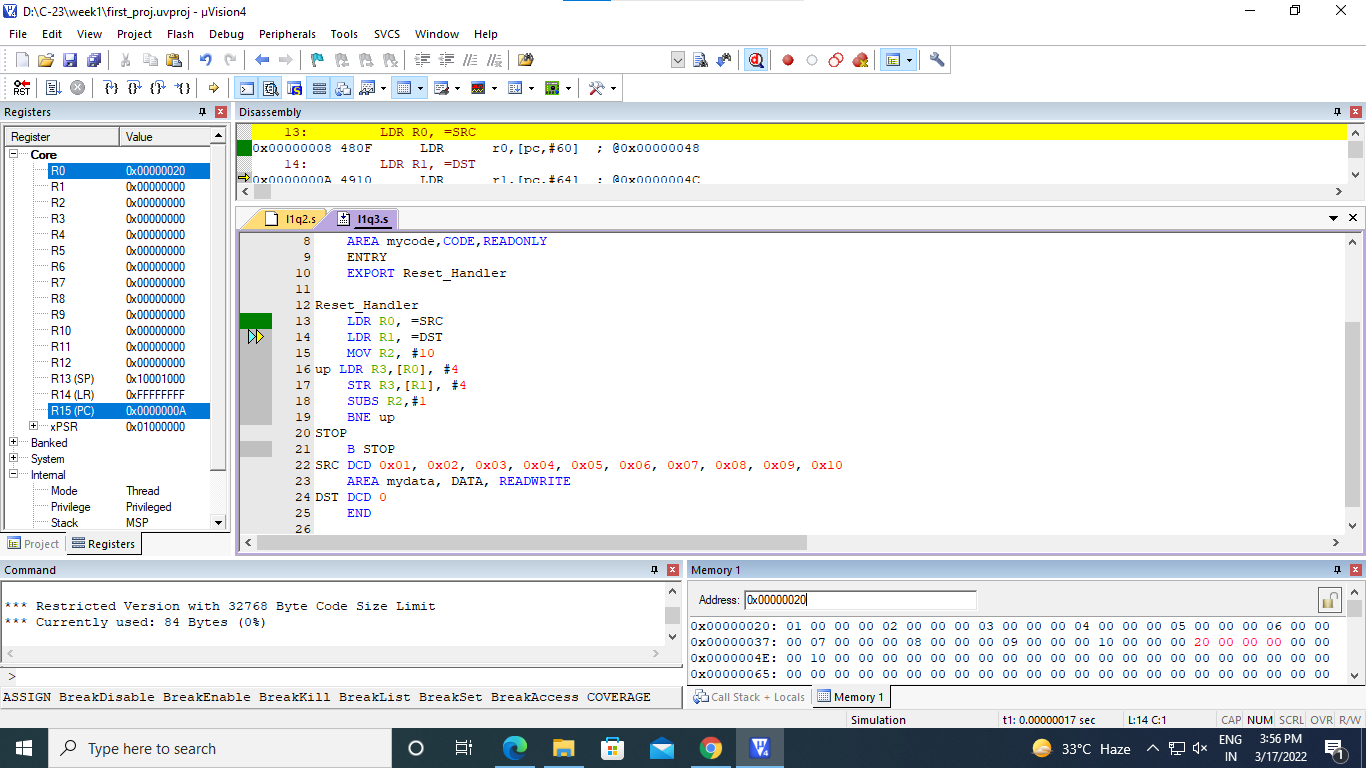 D:\C-23\week1\first_proj.uvproj - µVision4
File Edit View Project Flash Debug Peripherals Tools SVCS Window Help
RST
Registers
Register Value
Core
R0 0x00000020
R1 0x00000000
R2 0x00000000
R3 0x00000000
R4 0x00000000
R5 0x00000000
R6 0x00000000
R7 0x00000000
R8 0x00000000
R9 0x00000000
R10 0x00000000
R11 0x00000000
R12 0x00000000
R13 (SP) 0x10001000
R14 (LR) 0xFFFFFFFF
R15 (PC) 0x0000000A
xPSR 0x01000000
Banked
System
Internal
Mode Thread
Privilege Privileged
Stack MSP
Project Registers
Disassembly
13: LDR R0, =SRC
0x00000008 480F LDR r0,[pc,#60] ; @0x00000048
14: LDR R1, =DST
0x0000000A 4910 LDR r1,[pc,#64] ; @0x0000004C
l1q2.s l1q3.s
8 AREA mycode,CODE,READONLY
9 ENTRY
10 EXPORT Reset_Handler
11
12 Reset_Handler
13 LDR R0, =SRC
14 LDR R1, =DST
15 MOV R2, #10
16 up LDR R3,[R0], #4
17 STR R3,[R1], #4
18 SUBS R2,#1
19 BNE up
20 STOP
21 B STOP
22 SRC DCD 0x01, 0x02, 0x03, 0x04, 0x05, 0x06, 0x07, 0x08, 0x09, 0x10
23 AREA mydata, DATA, READWRITE
24 DST DCD 0
25 END
26
Command
*** Restricted Version with 32768 Byte Code Size Limit
*** Currently used: 84 Bytes (0%)
>
ASSIGN BreakDisable BreakEnable BreakKill BreakList BreakSet BreakAccess COVERAGE
Memory 1
Address: 0x00000020
0x00000020: 01 00 00 00 02 00 00 00 03 00 00 00 04 00 00 00 05 00 00 00 06 00 00
0x00000037: 00 07 00 00 00 08 00 00 00 09 00 00 00 10 00 00 00 20 00 00 00 00 00
0x0000004E: 00 10 00 00 00 00 00 00 00 00 00 00 00 00 00 00 00 00 00 00 00 00 00
0x00000065: 00 00 00 00 00 00 00 00 00 00 00 00 00 00 00 00 00 00 00 00 00 00 00
Call Stack + Locals Memory 1
Simulation t1: 0.00000017 sec L:14 C:1 CAP NUM SCRL OVR R/W
Type here to search
33°C Haze
ENG
IN
3:56 PM
3/17/2022
1